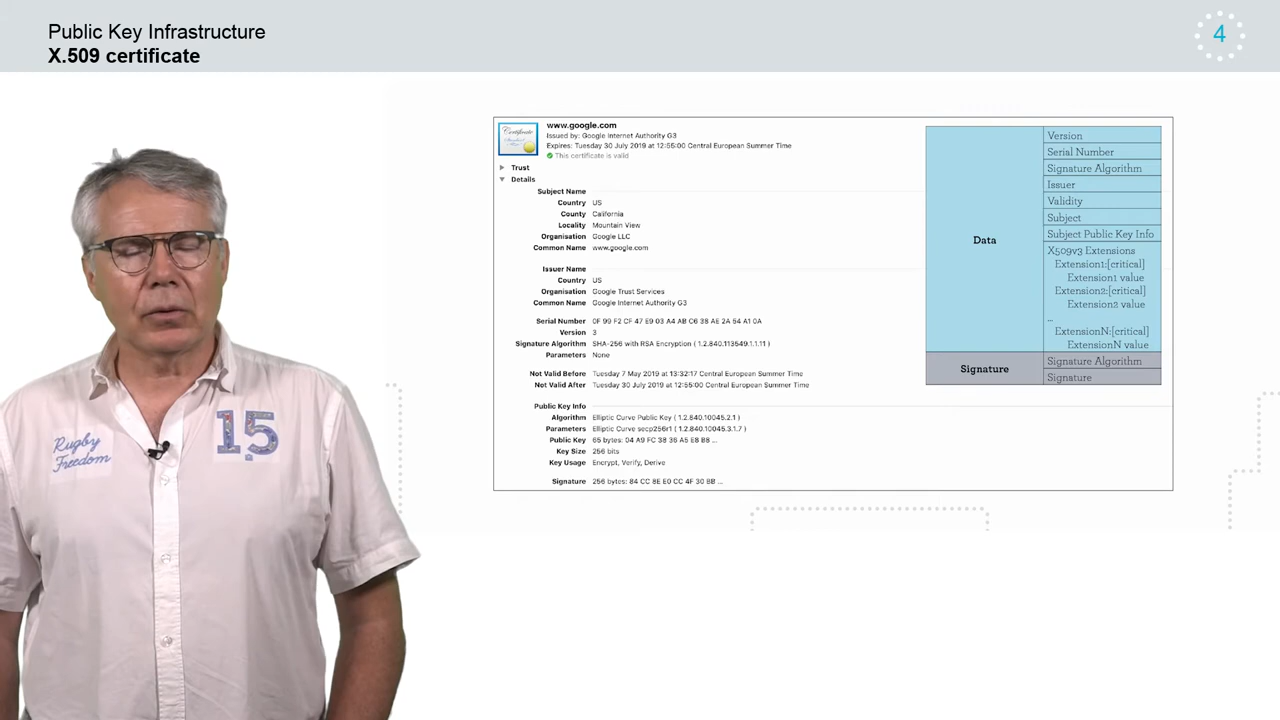 Public Key Infrastructure
X.509 certificate
4
Certificate
www.google.com
Issued by: Google Internet Authority G3
Expires: Tuesday 30 July 2019 at 12:55:00 Central European Summer Time
This certificate is valid
Trust
Details
Subject Name
Country US
County California
Locality Mountain View
Organisation Google LLC
Common Name www.google.com
Issuer Name
Country US
Organisation Google Trust Services
Common Name Google Internet Authority G3
Serial Number 0F 99 F2 CF 47 E9 03 A4 AB C6 38 AE 2A 54 A1 0A
Version 3
Signature Algorithm SHA-256 with RSA Encryption ( 1.2.840.113549.1.1.11 )
Parameters None
Not Valid Before Tuesday 7 May 2019 at 13:32:17 Central European Summer Time
Not Valid After Tuesday 30 July 2019 at 12:55:00 Central European Summer Time
Public Key Info
Algorithm Elliptic Curve Public Key ( 1.2.840.10045.2.1 )
Parameters Elliptic Curve secp256r1 ( 1.2.840.10045.3.1.7 )
Public Key 65 bytes: 04 A9 FC 38 36 A5 E8 B8 ...
Key Size 256 bits
Key Usage Encrypt, Verify, Derive
Signature 256 bytes: 84 CC 8E E0 CC 4F 30 BB ...
Data
Version
Serial Number
Signature Algorithm
Issuer
Validity
Subject
Subject Public Key Info
X509v3 Extensions
Extension1:[critical]
Extension1 value
Extension2:[critical]
Extension2 value
...
ExtensionN:[critical]
ExtensionN value
Signature
Signature Algorithm
Signature
Rugby
Freedom
15